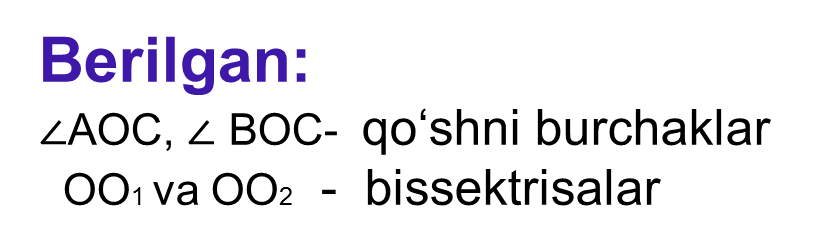 Berilgan:
∠AOC, ∠ BOC- qo‘shni burchaklar
OO₁ va OO₂ - bissektrisalar